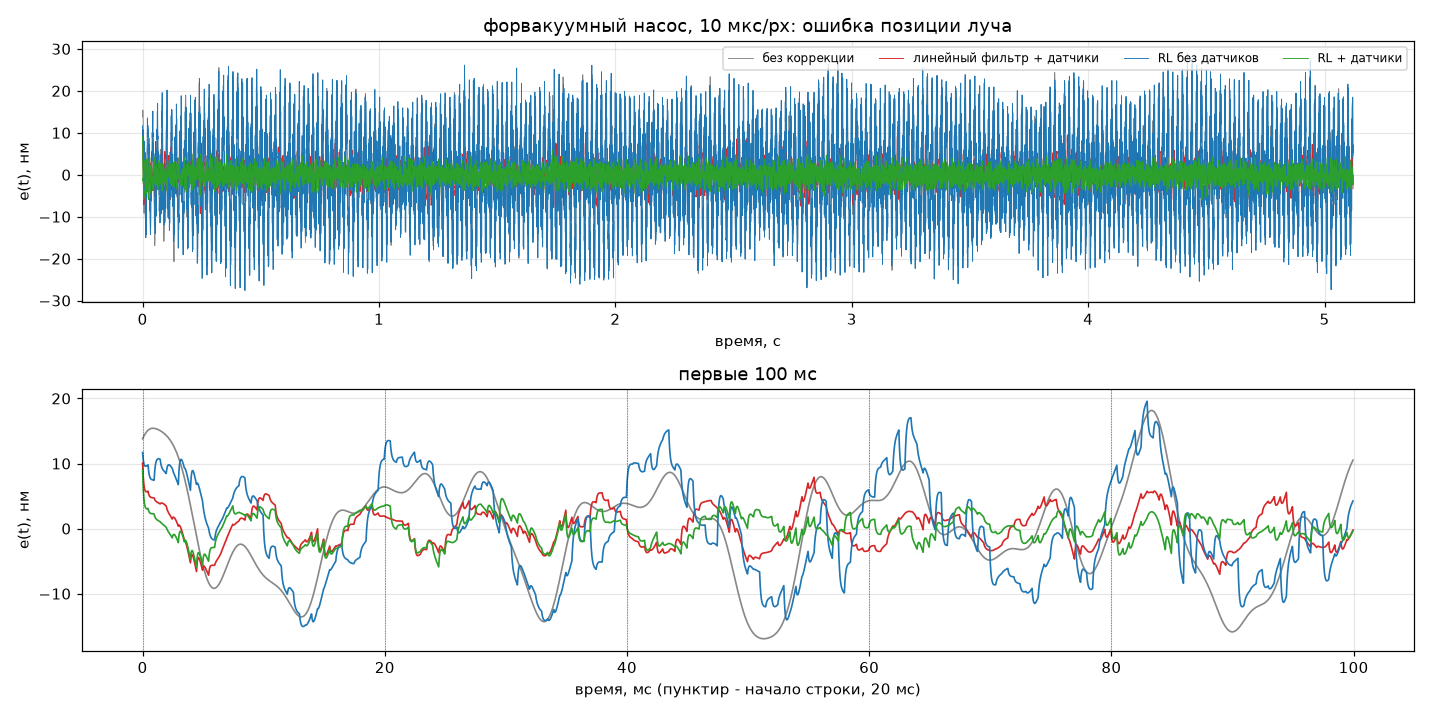 форвакуумный насос, 10 мкс/px: ошибка позиции луча
без коррекции линейный фильтр + датчики RL без датчиков RL + датчики
30
20
10
0
−10
−20
−30
e(t), нм
0 1 2 3 4 5
время, с
первые 100 мс
20
10
0
−10
e(t), нм
0 20 40 60 80 100
время, мс (пунктир - начало строки, 20 мс)